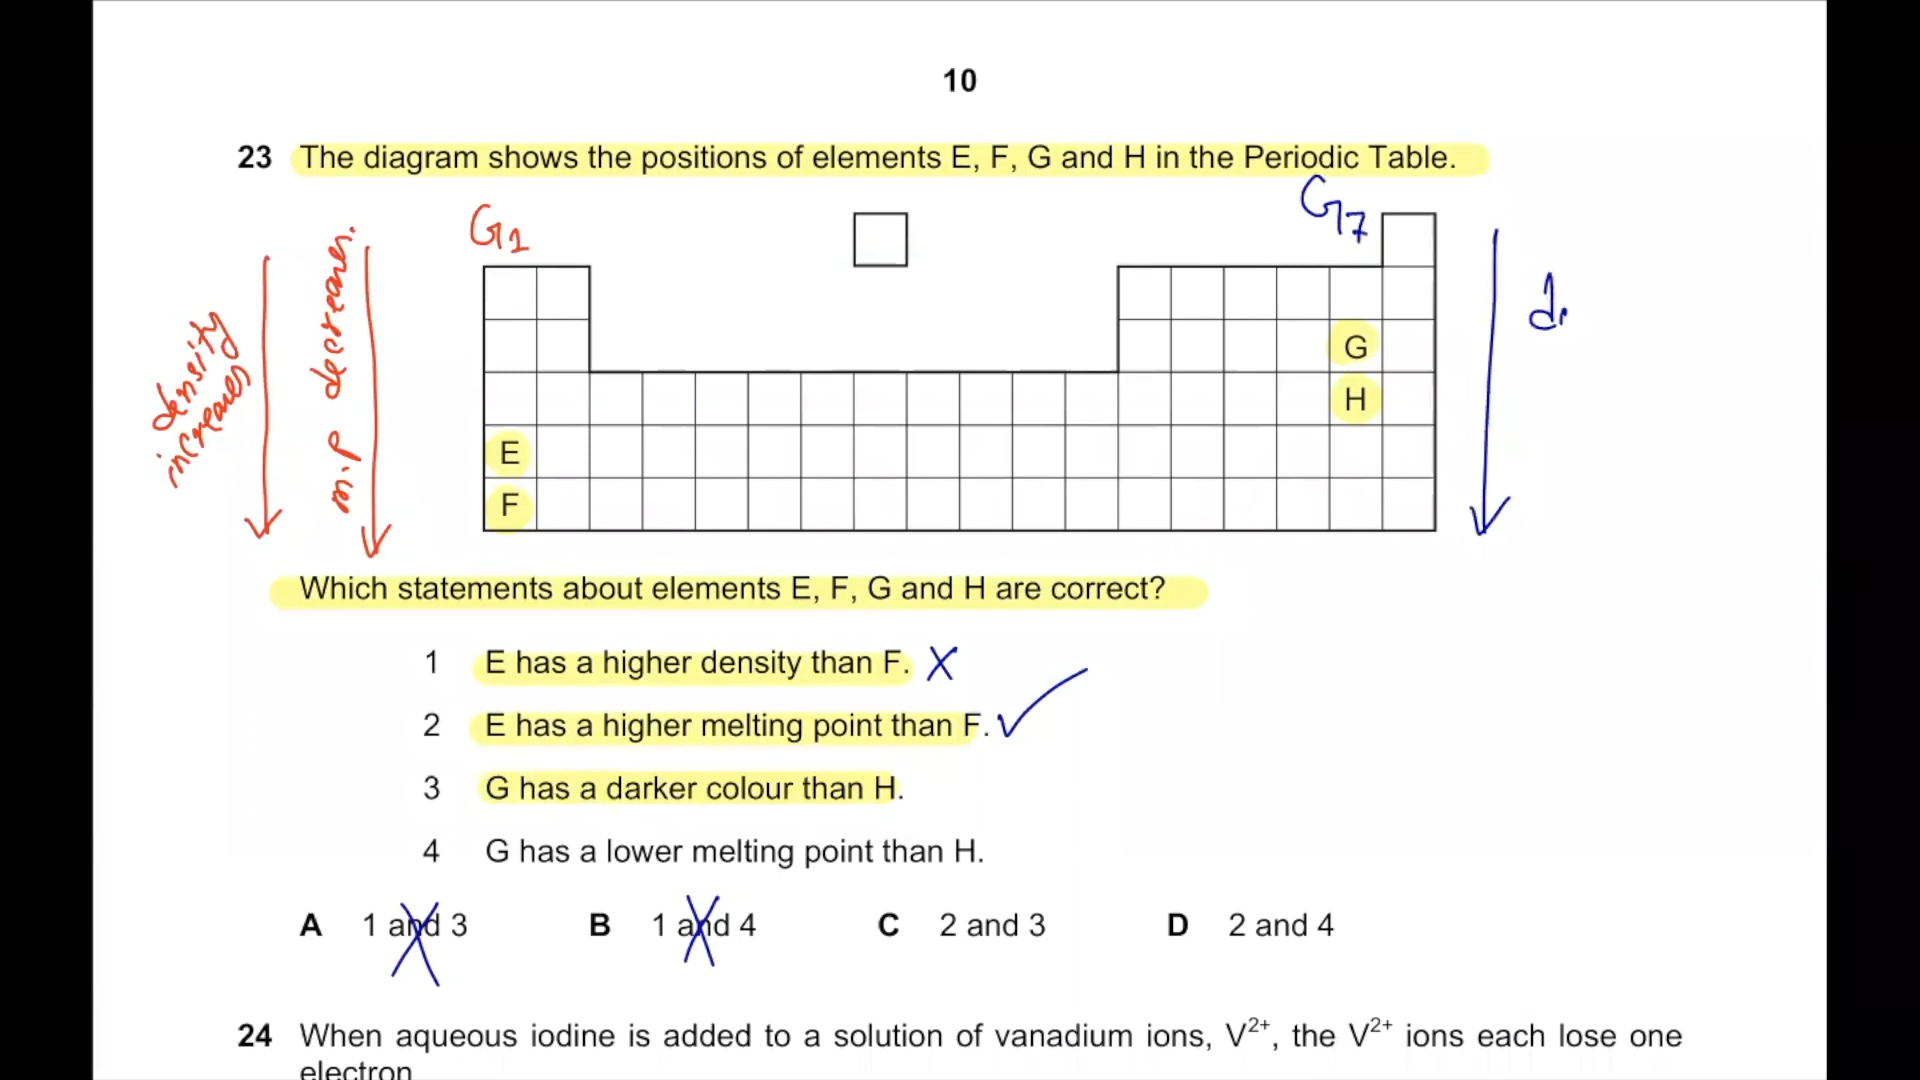 10
23 The diagram shows the positions of elements E, F, G and H in the Periodic Table.
G1
G7
density
increases
m.p decreases.
d
G
H
E
F
Which statements about elements E, F, G and H are correct?
1 E has a higher density than F. X
2 E has a higher melting point than F. ✓
3 G has a darker colour than H.
4 G has a lower melting point than H.
A 1 and 3 B 1 and 4 C 2 and 3 D 2 and 4
24 When aqueous iodine is added to a solution of vanadium ions, V²⁺, the V²⁺ ions each lose one
electron